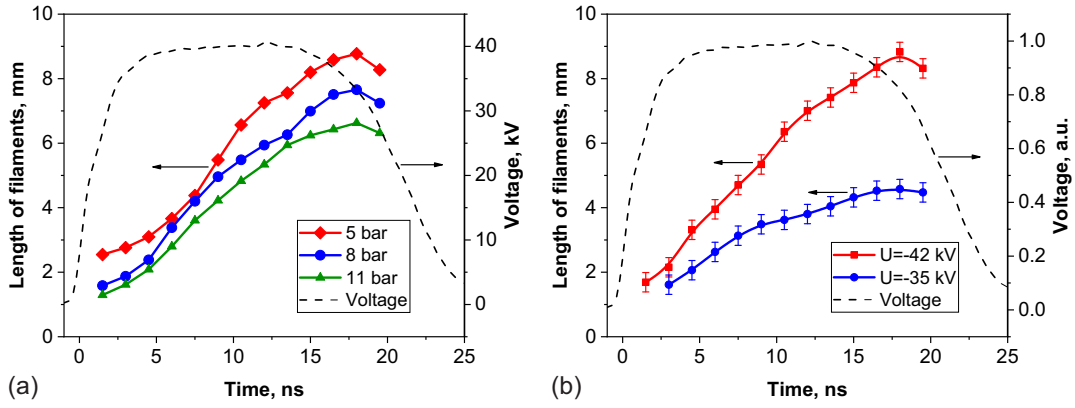 10
8
6
4
2
0
Length of filaments, mm
40
30
20
10
0
Voltage, kV
5 bar
8 bar
11 bar
Voltage
0 5 10 15 20 25
Time, ns
(a)
10
8
6
4
2
0
Length of filaments, mm
1.0
0.8
0.6
0.4
0.2
0.0
Voltage, a.u.
U=-42 kV
U=-35 kV
Voltage
0 5 10 15 20 25
Time, ns
(b)